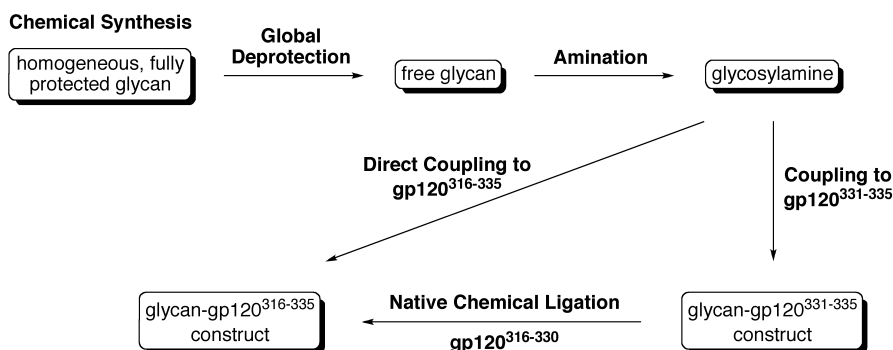 Chemical Synthesis
homogeneous, fully
protected glycan
Global
Deprotection
free glycan
Amination
glycosylamine
Direct Coupling to
gp120³¹⁶⁻³³⁵
Coupling to
gp120³³¹⁻³³⁵
glycan-gp120³¹⁶⁻³³⁵
construct
Native Chemical Ligation
gp120³¹⁶⁻³³⁰
glycan-gp120³³¹⁻³³⁵
construct